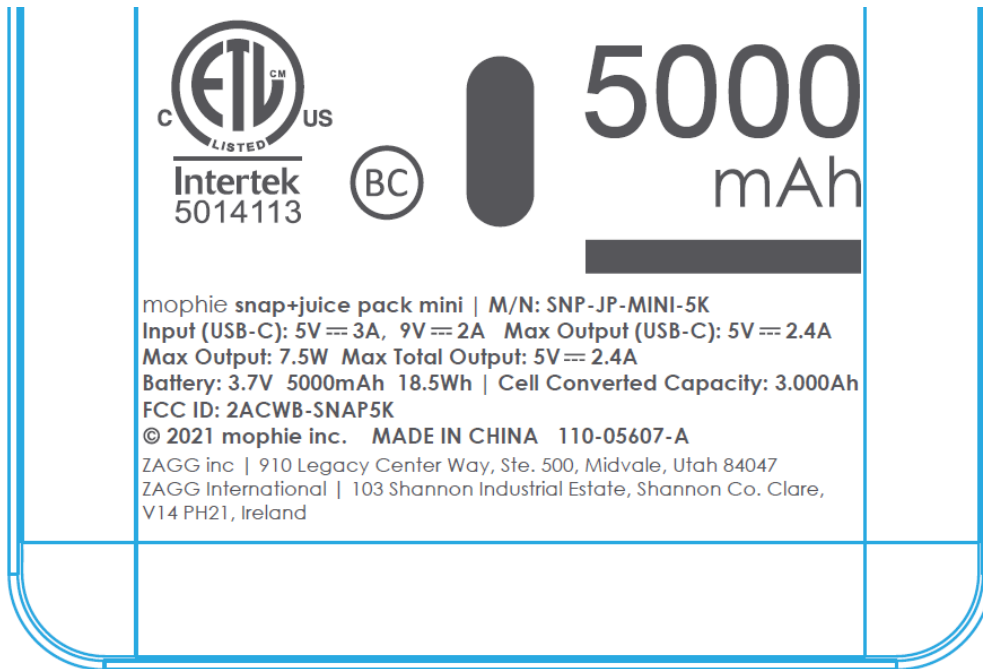 ETL CM
C US
LISTED
Intertek
5014113
BC
5000
mAh
mophie snap+juice pack mini | M/N: SNP-JP-MINI-5K
Input (USB-C): 5V⎓3A, 9V⎓2A Max Output (USB-C): 5V⎓2.4A
Max Output: 7.5W Max Total Output: 5V⎓2.4A
Battery: 3.7V 5000mAh 18.5Wh | Cell Converted Capacity: 3.000Ah
FCC ID: 2ACWB-SNAP5K
© 2021 mophie inc. MADE IN CHINA 110-05607-A
ZAGG inc | 910 Legacy Center Way, Ste. 500, Midvale, Utah 84047
ZAGG International | 103 Shannon Industrial Estate, Shannon Co. Clare,
V14 PH21, Ireland